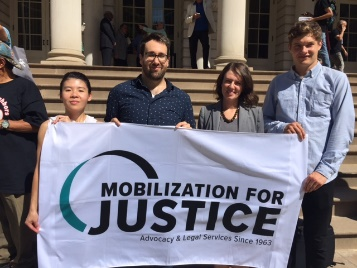 MOBILIZATION FOR
JUSTICE
Advocacy & Legal Services Since 1963